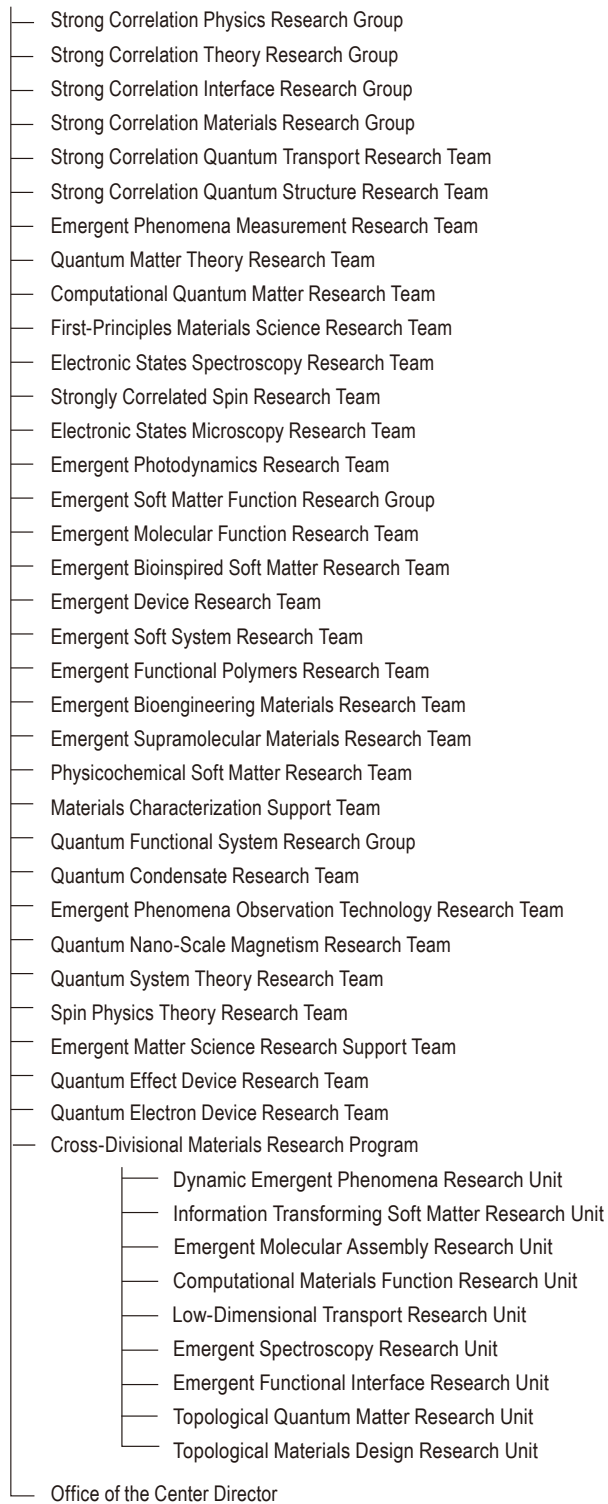 Strong Correlation Physics Research Group
Strong Correlation Theory Research Group
Strong Correlation Interface Research Group
Strong Correlation Materials Research Group
Strong Correlation Quantum Transport Research Team
Strong Correlation Quantum Structure Research Team
Emergent Phenomena Measurement Research Team
Quantum Matter Theory Research Team
Computational Quantum Matter Research Team
First-Principles Materials Science Research Team
Electronic States Spectroscopy Research Team
Strongly Correlated Spin Research Team
Electronic States Microscopy Research Team
Emergent Photodynamics Research Team
Emergent Soft Matter Function Research Group
Emergent Molecular Function Research Team
Emergent Bioinspired Soft Matter Research Team
Emergent Device Research Team
Emergent Soft System Research Team
Emergent Functional Polymers Research Team
Emergent Bioengineering Materials Research Team
Emergent Supramolecular Materials Research Team
Physicochemical Soft Matter Research Team
Materials Characterization Support Team
Quantum Functional System Research Group
Quantum Condensate Research Team
Emergent Phenomena Observation Technology Research Team
Quantum Nano-Scale Magnetism Research Team
Quantum System Theory Research Team
Spin Physics Theory Research Team
Emergent Matter Science Research Support Team
Quantum Effect Device Research Team
Quantum Electron Device Research Team
Cross-Divisional Materials Research Program
Dynamic Emergent Phenomena Research Unit
Information Transforming Soft Matter Research Unit
Emergent Molecular Assembly Research Unit
Computational Materials Function Research Unit
Low-Dimensional Transport Research Unit
Emergent Spectroscopy Research Unit
Emergent Functional Interface Research Unit
Topological Quantum Matter Research Unit
Topological Materials Design Research Unit
Office of the Center Director